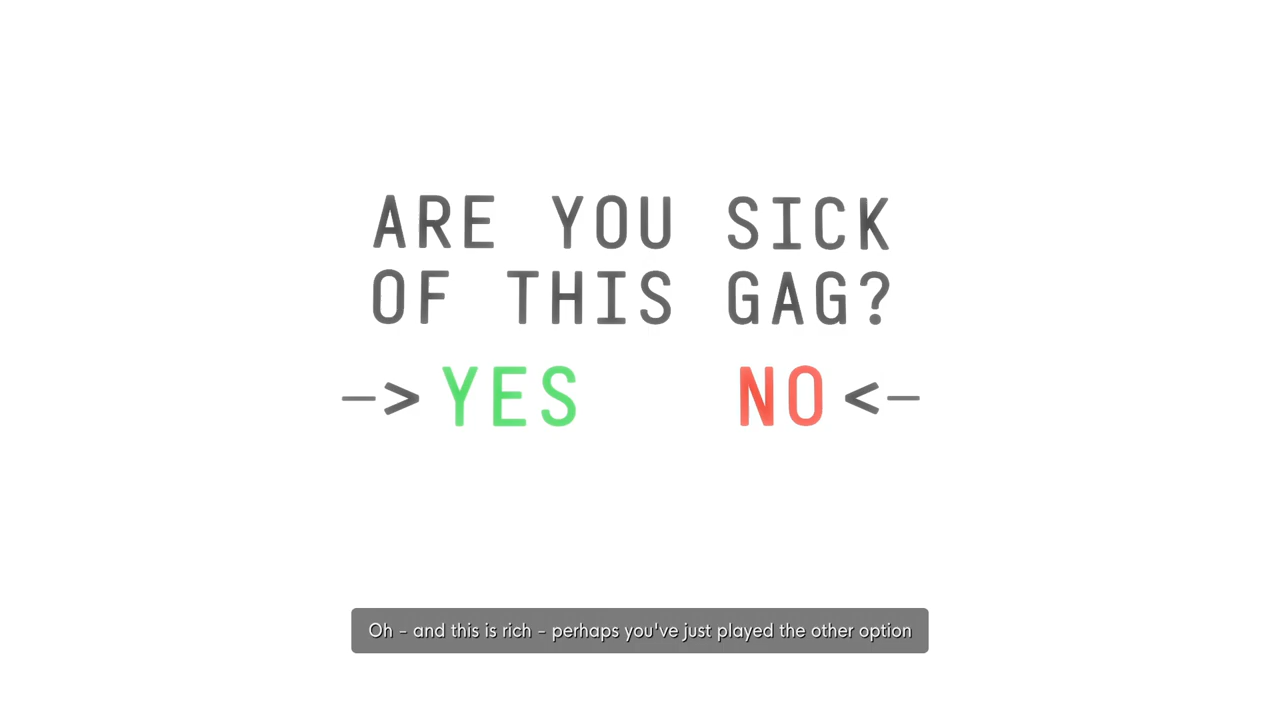 ARE YOU SICK
OF THIS GAG?
—> YES NO <—
Oh - and this is rich - perhaps you've just played the other option